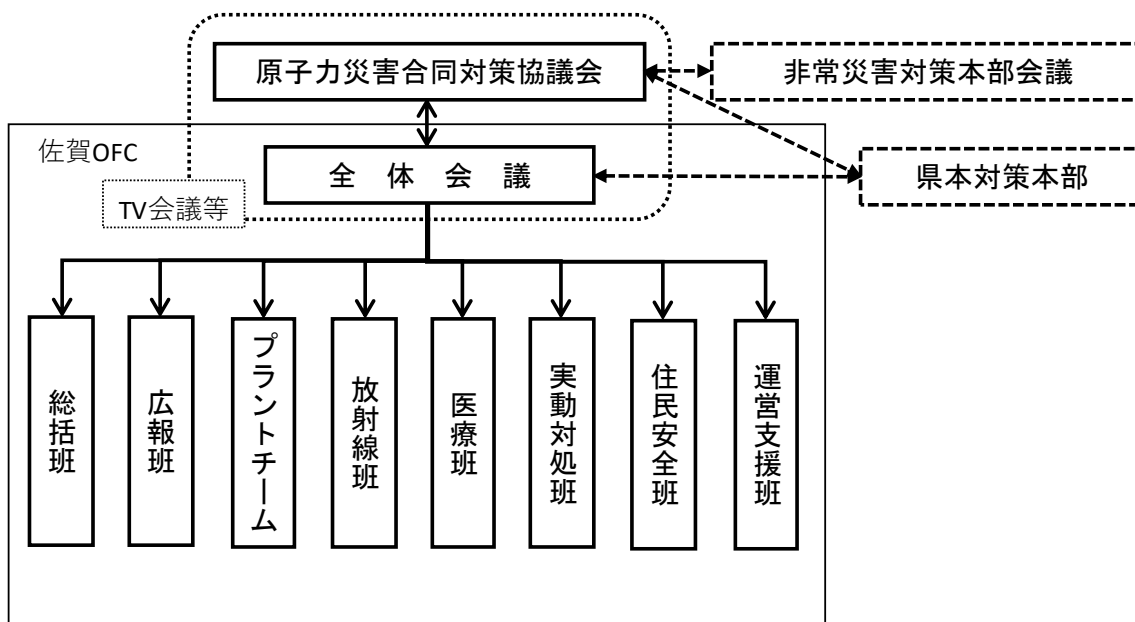 原子力災害合同対策協議会
非常災害対策本部会議
佐賀OFC
全体会議
県本対策本部
TV会議等
総括班
広報班
プラントチーム
放射線班
医療班
実動対処班
住民安全班
運営支援班